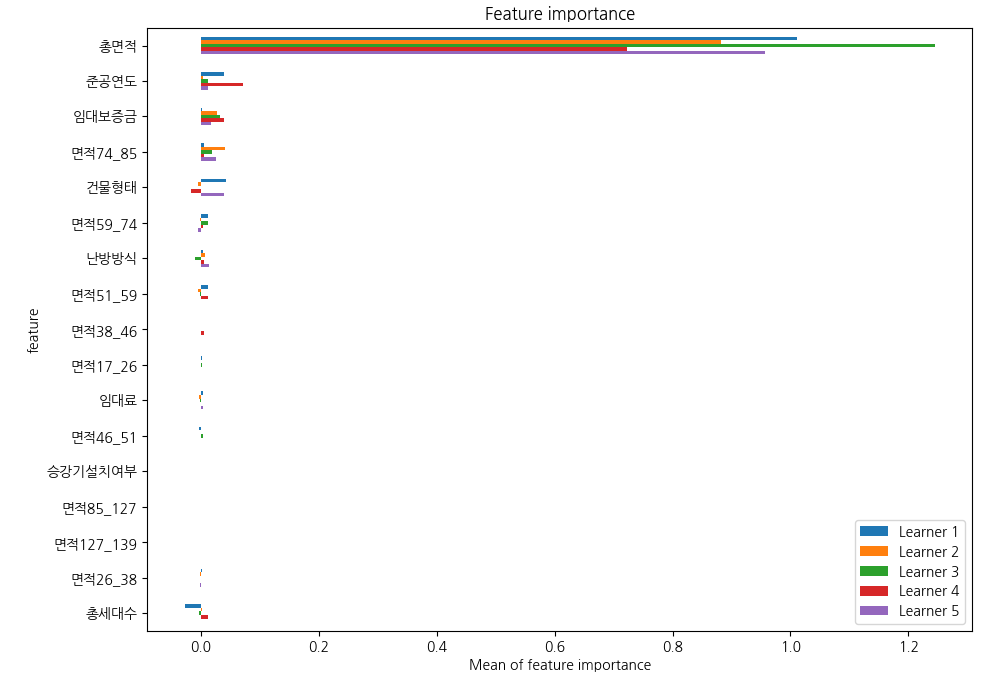 Feature importance
총면적
준공연도
임대보증금
면적74_85
건물형태
면적59_74
난방방식
면적51_59
면적38_46
면적17_26
임대료
면적46_51
승강기설치여부
면적85_127
면적127_139
면적26_38
총세대수
feature
0.0 0.2 0.4 0.6 0.8 1.0 1.2
Mean of feature importance
Learner 1
Learner 2
Learner 3
Learner 4
Learner 5